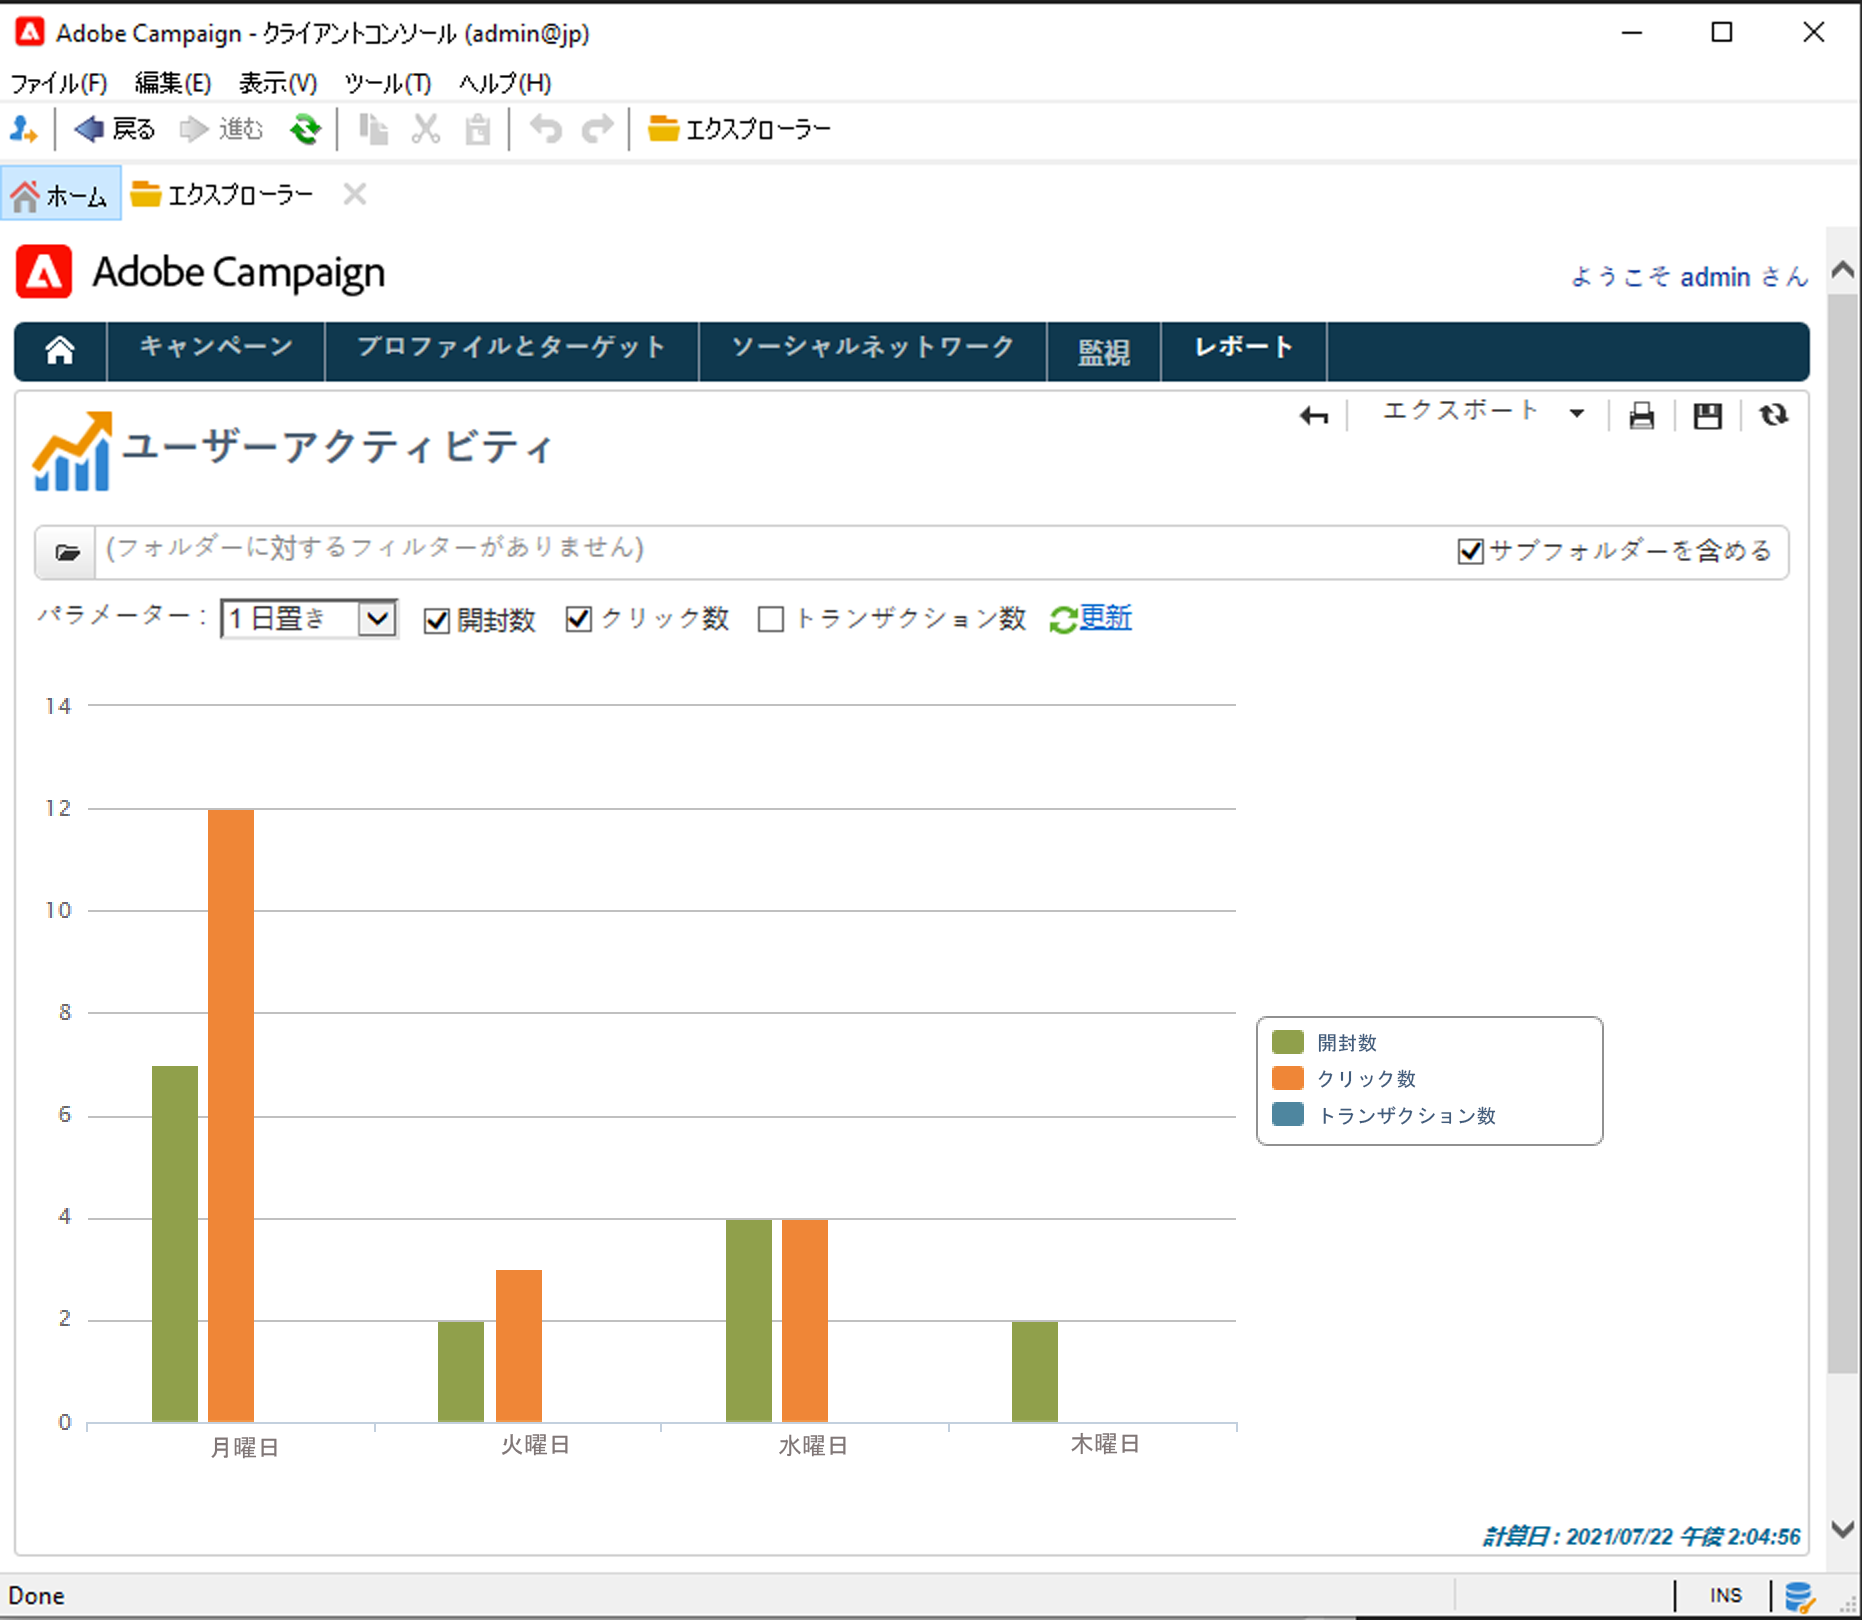 Adobe Campaign - クライアントコンソール (admin@jp)
ファイル(F) 編集(E) 表示(V) ツール(T) ヘルプ(H)
戻る 進む エクスプローラー
ホーム エクスプローラー
Adobe Campaign
ようこそ admin さん
キャンペーン プロファイルとターゲット ソーシャルネットワーク 監視 レポート
エクスポート
ユーザーアクティビティ
(フォルダーに対するフィルターがありません) サブフォルダーを含める
パラメーター : 1 日置き 開封数 クリック数 トランザクション数 更新
14
12
10
8
6
4
2
0
月曜日 火曜日 水曜日 木曜日
開封数
クリック数
トランザクション数
計算日 : 2021/07/22 午後 2:04:56
Done INS